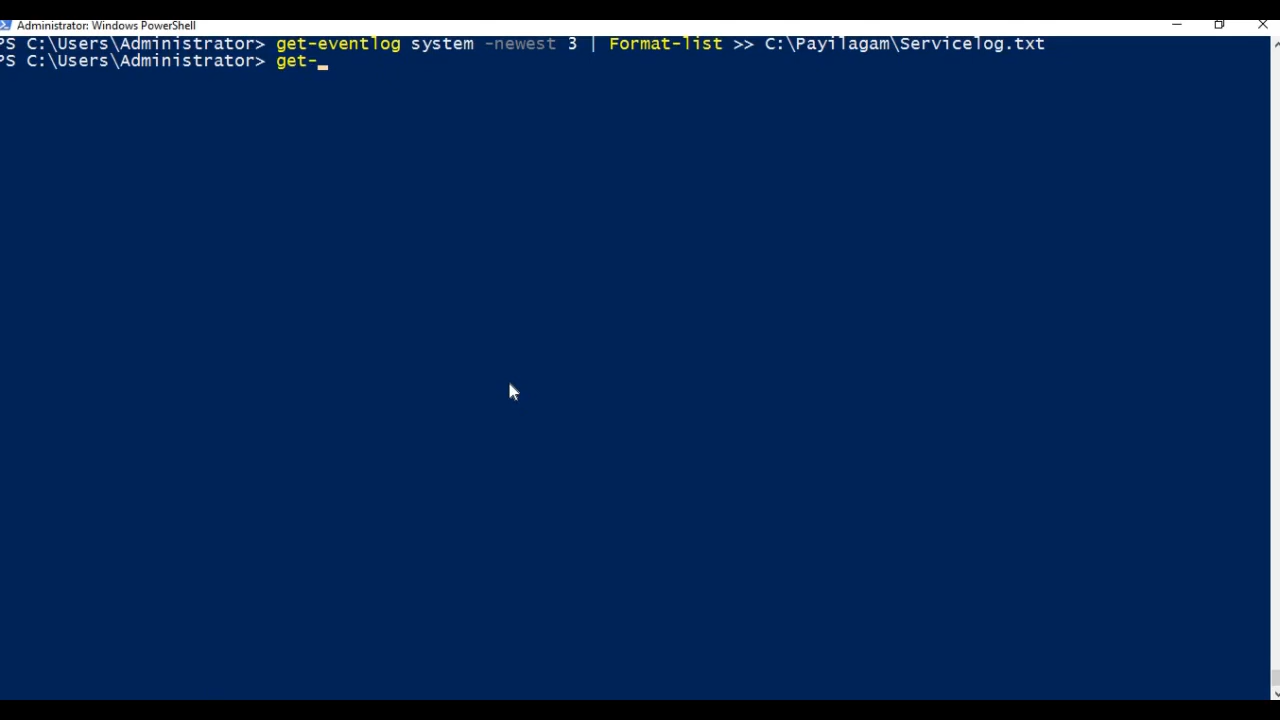 Administrator: Windows PowerShell
PS C:\Users\Administrator> get-eventlog system -newest 3 | Format-list >> C:\Payilagam\Servicelog.txt
PS C:\Users\Administrator> get-